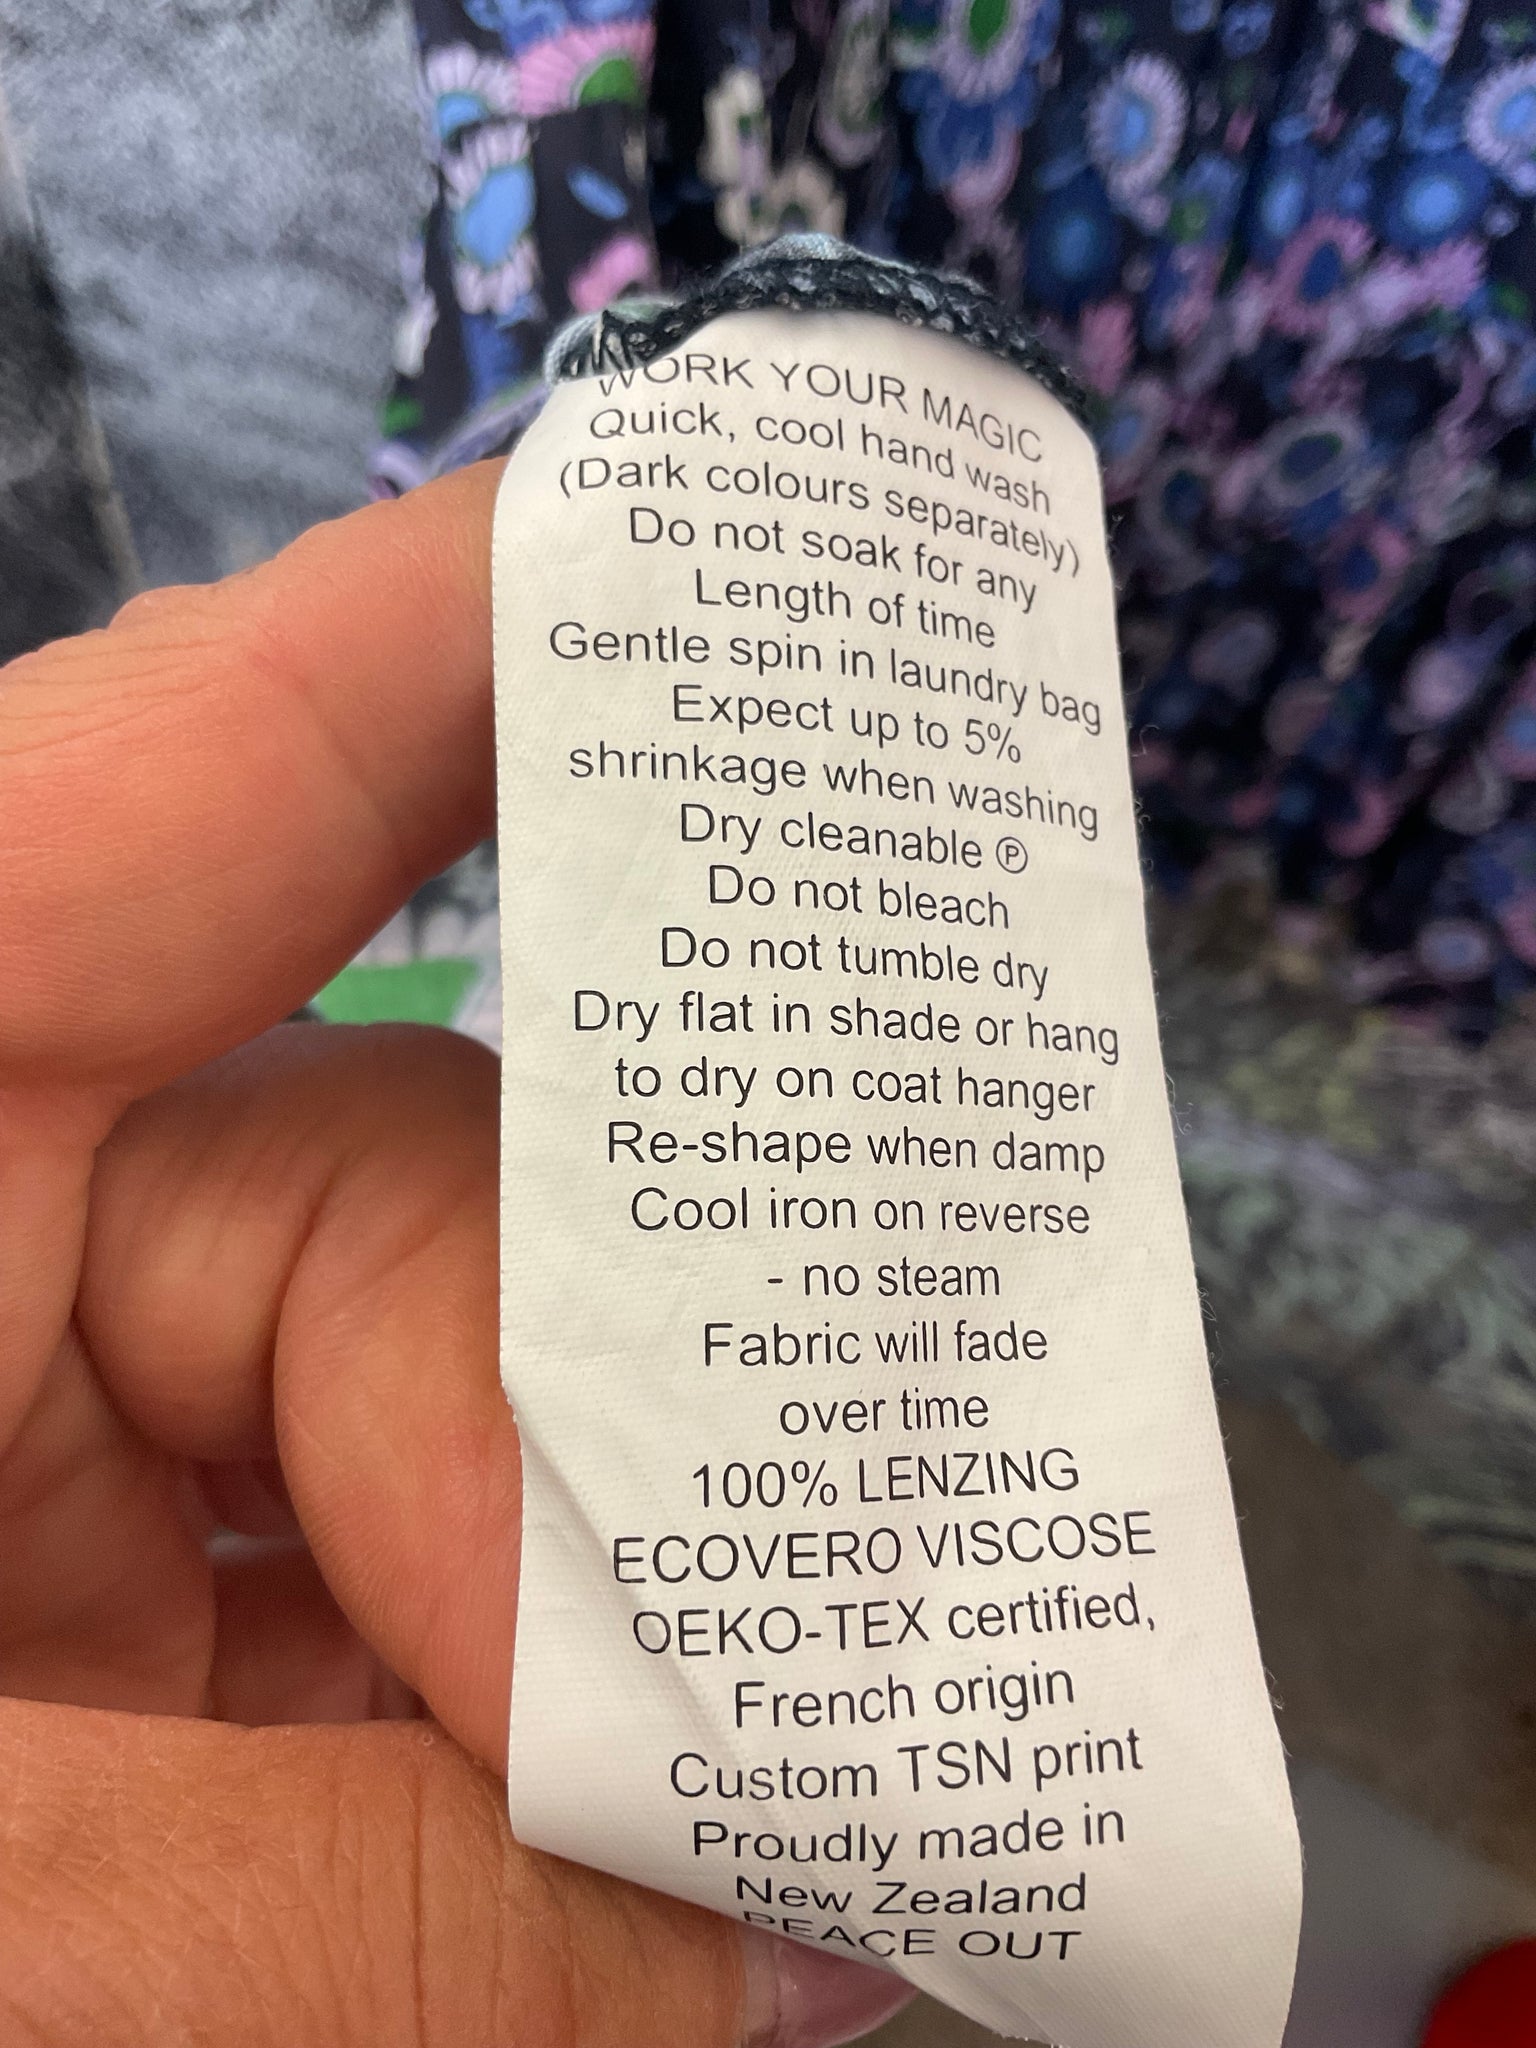 WORK YOUR MAGIC
Quick, cool hand wash
(Dark colours separately)
Do not soak for any
Length of time
Gentle spin in laundry bag
Expect up to 5%
shrinkage when washing
Dry cleanable Ⓟ
Do not bleach
Do not tumble dry
Dry flat in shade or hang
to dry on coat hanger
Re-shape when damp
Cool iron on reverse
- no steam
Fabric will fade
over time
100% LENZING
ECOVERO VISCOSE
OEKO-TEX certified,
French origin
Custom TSN print
Proudly made in
New Zealand
PEACE OUT